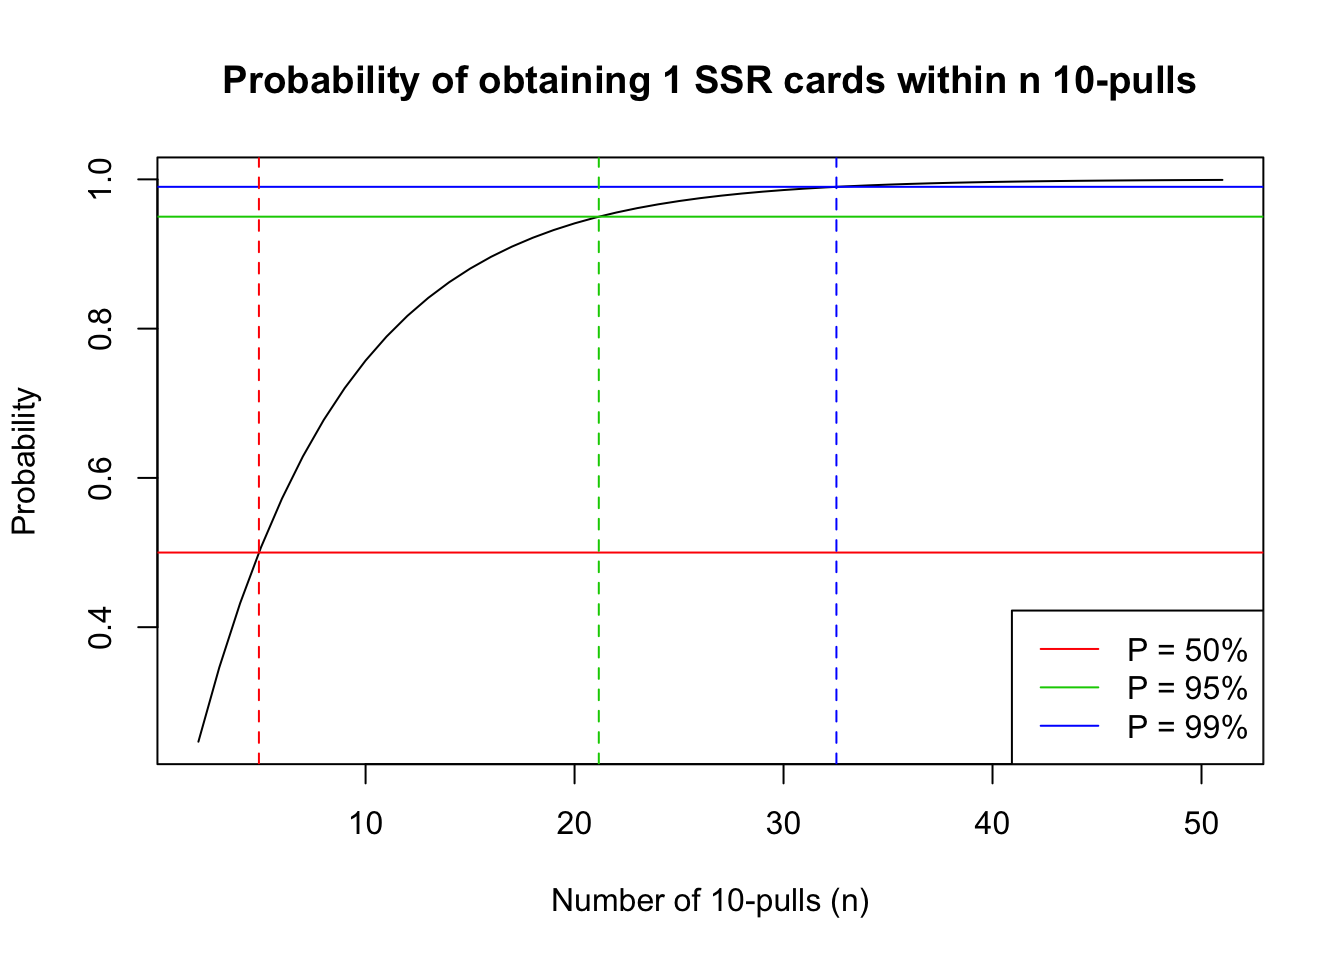 Probability of obtaining 1 SSR cards within n 10-pulls
Probability
1.0
0.8
0.6
0.4
P = 50%
P = 95%
P = 99%
10 20 30 40 50
Number of 10-pulls (n)